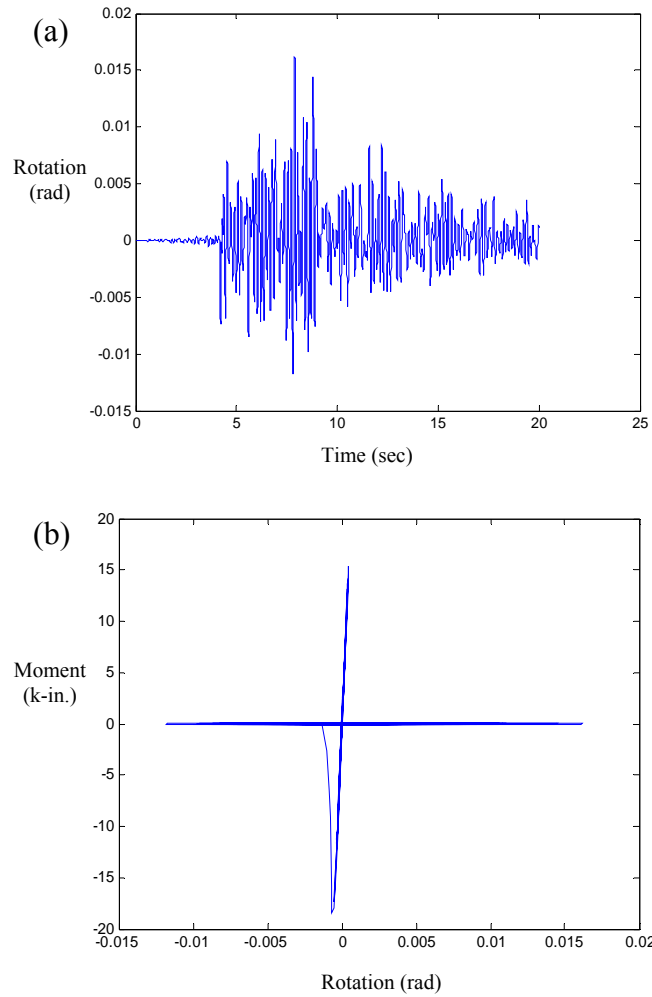 (a)
0.02
0.015
0.01
0.005
0
-0.005
-0.01
-0.015
Rotation
(rad)
0 5 10 15 20 25
Time (sec)
(b)
20
15
10
5
0
-5
-10
-15
-20
Moment
(k-in.)
-0.015 -0.01 -0.005 0 0.005 0.01 0.015 0.02
Rotation (rad)